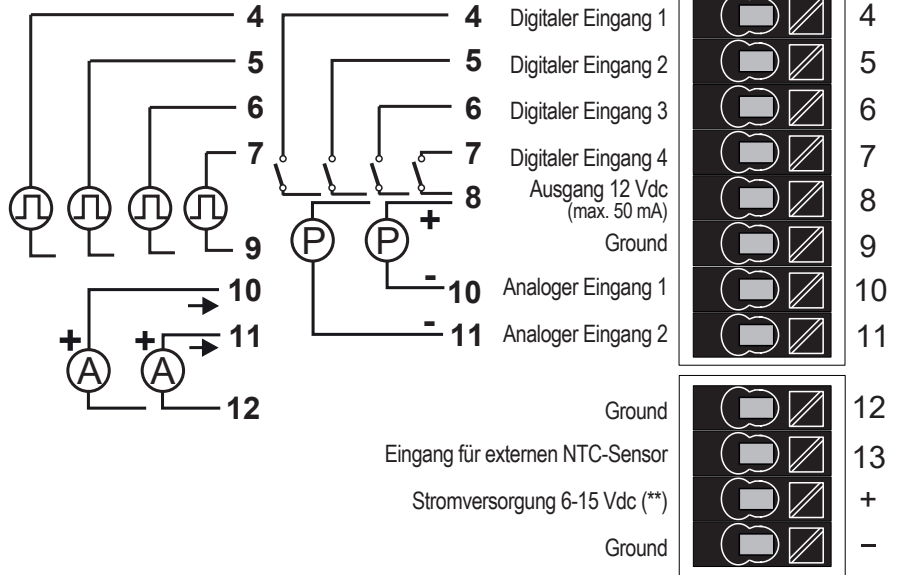 4 4 Digitaler Eingang 1 4
5 5 Digitaler Eingang 2 5
6 6 Digitaler Eingang 3 6
7 7 Digitaler Eingang 4 7
8 Ausgang 12 Vdc 8
(max. 50 mA)
+
P P
9 Ground 9
- 10 Analoger Eingang 1 10
10
- 11 Analoger Eingang 2 11
+ + 11
A A
12 Ground 12
Eingang für externen NTC-Sensor 13
Stromversorgung 6-15 Vdc (**) +
Ground –